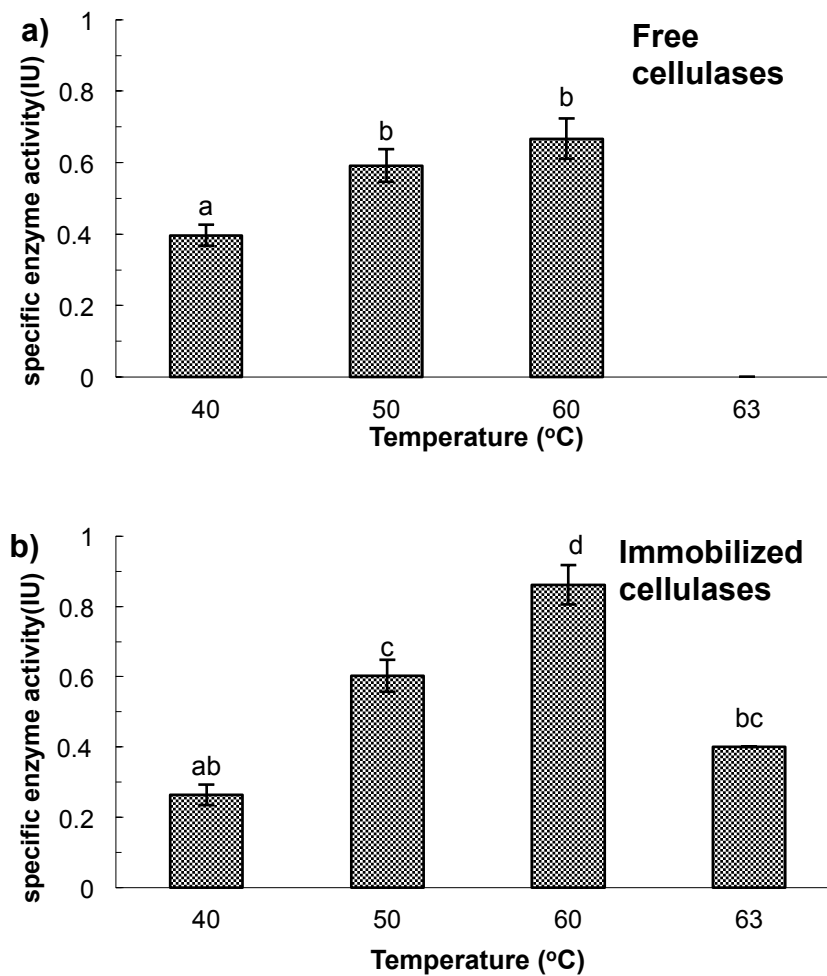 a)
Free
cellulases
specific enzyme activity(IU)
1
0.8
0.6
0.4
0.2
0
a
b
b
40 50 60 63
Temperature (ºC)
b)
Immobilized
cellulases
specific enzyme activity(IU)
1
0.8
0.6
0.4
0.2
0
ab
c
d
bc
40 50 60 63
Temperature (ºC)